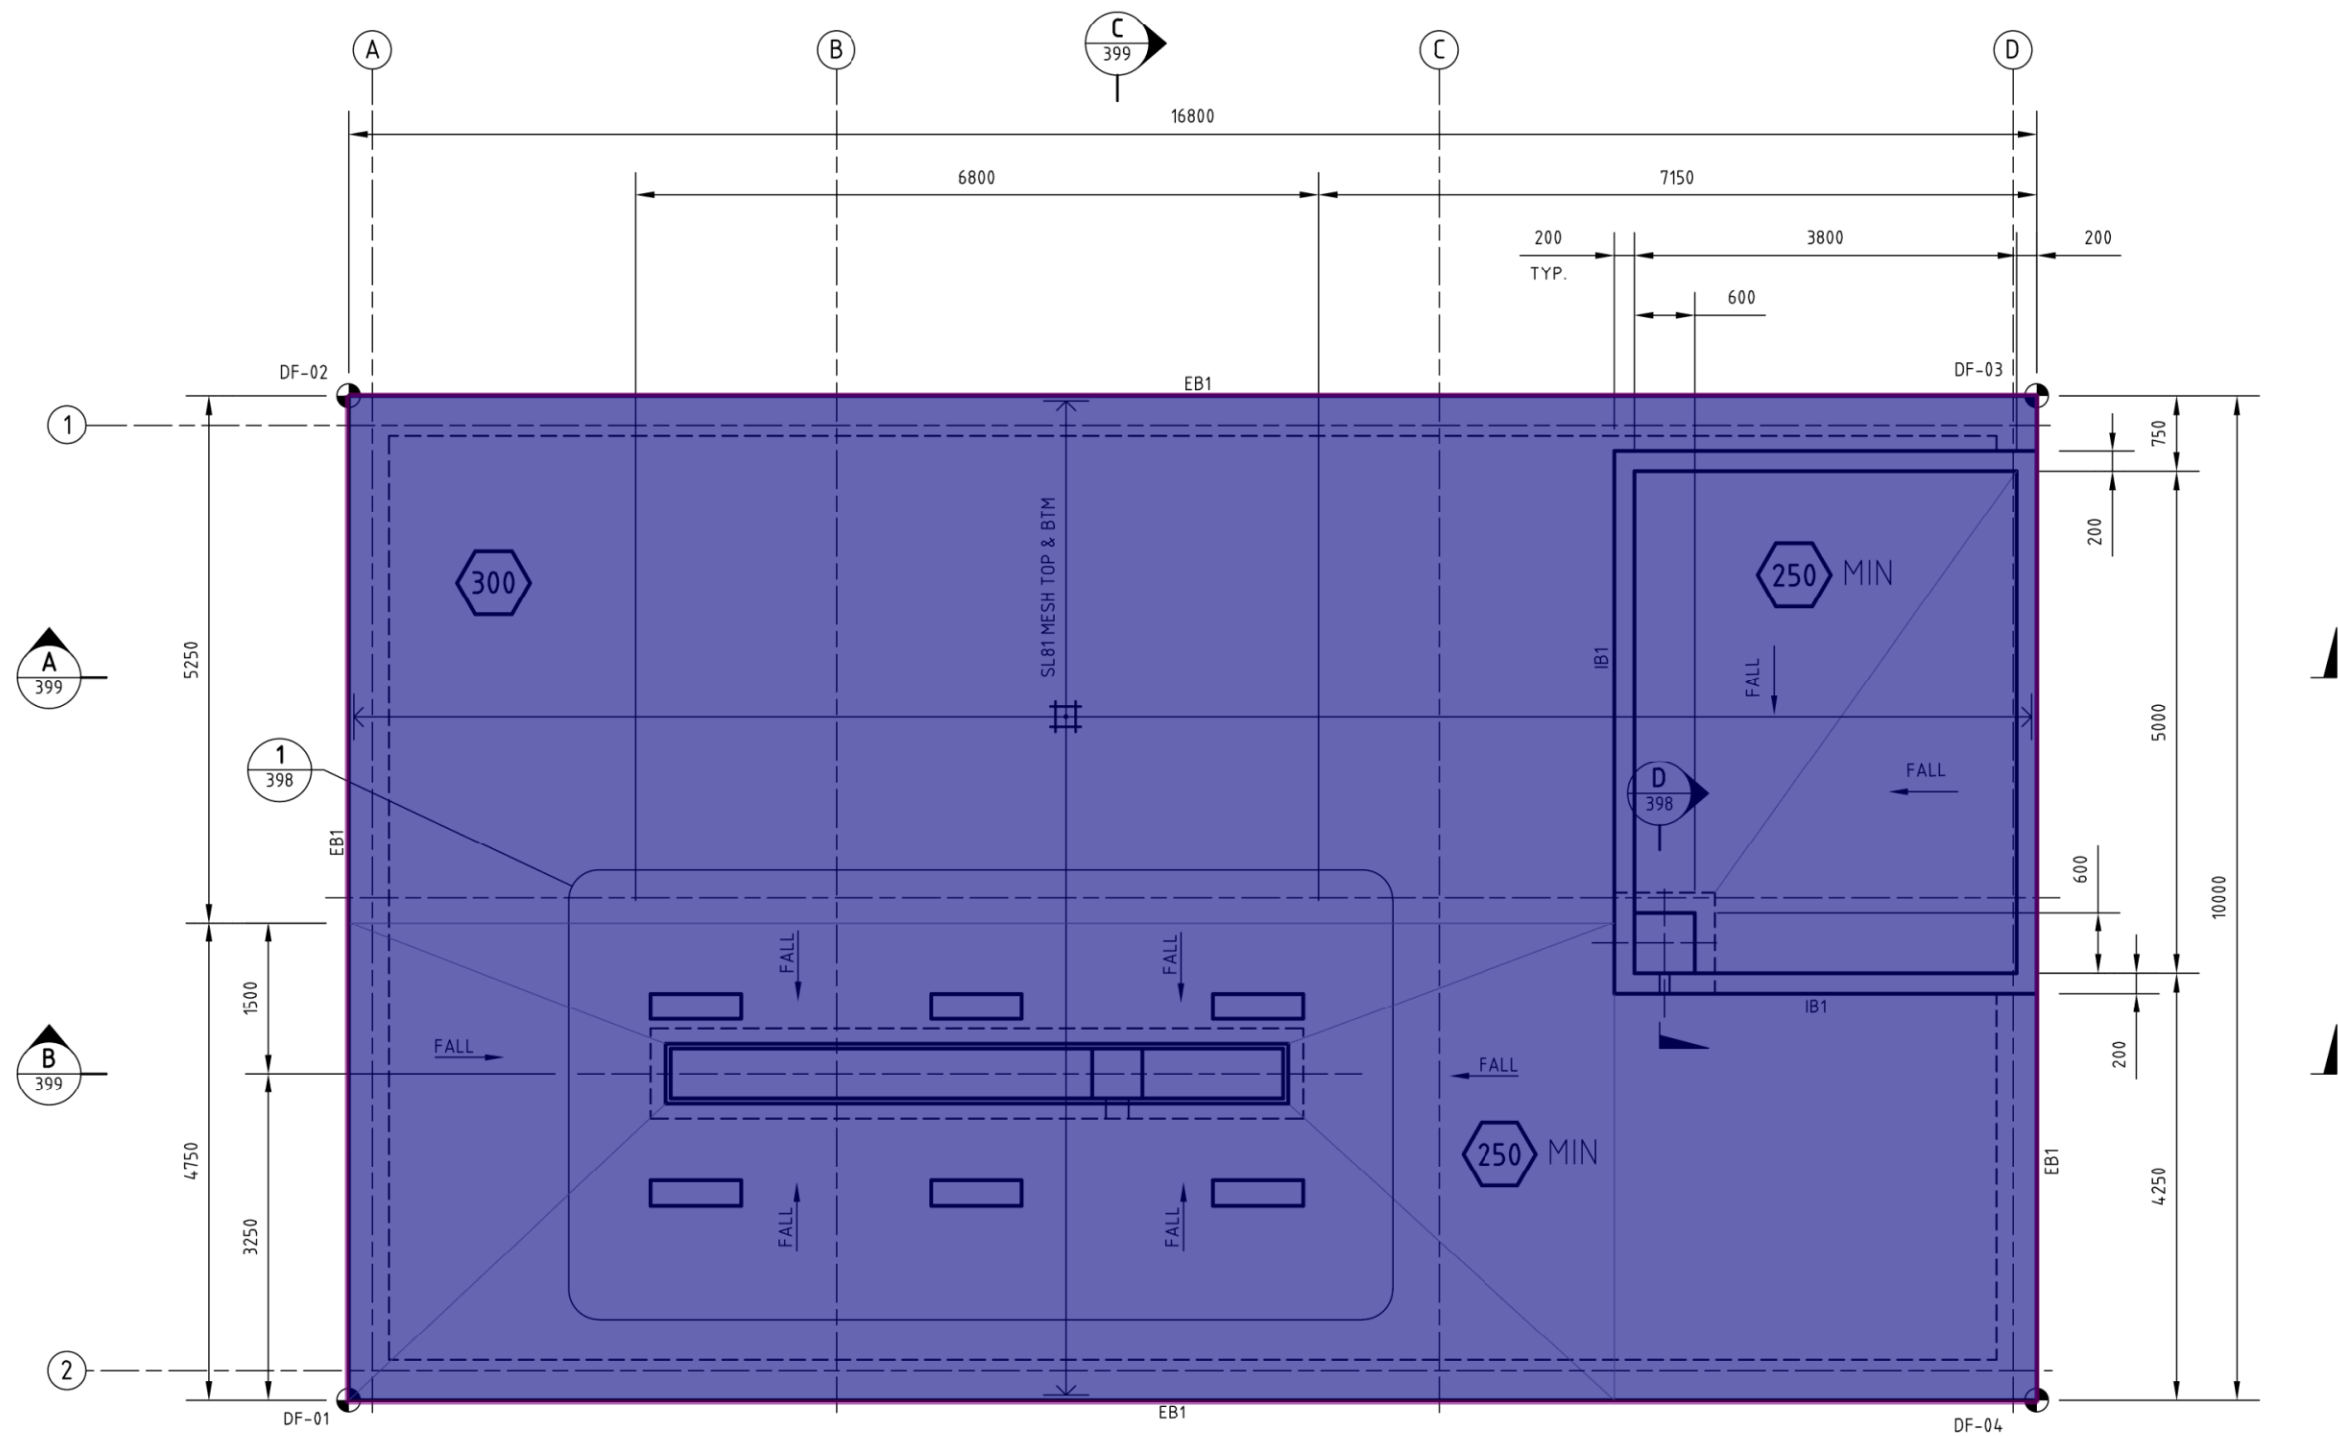 A
B
C
399
C
D
16800
6800
7150
200
3800
200
TYP.
600
DF-02
EB1
DF-03
1
750
200
SL81 MESH TOP & BTM
300
250 MIN
5250
A
399
IB1
FALL
5000
1
398
FALL
D
398
EB1
600
10000
FALL
FALL
1500
IB1
FALL
B
399
FALL
200
250 MIN
4750
EB1
4250
3250
FALL
FALL
2
DF-01
EB1
DF-04